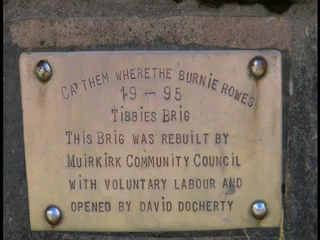 CA' THEM WHERE THE BURNIE ROWES
19 - 95
TIBBIES BRIG
THIS BRIG WAS REBUILT BY
MUIRKIRK COMMUNITY COUNCIL
WITH VOLUNTARY LABOUR AND
OPENED BY DAVID DOCHERTY